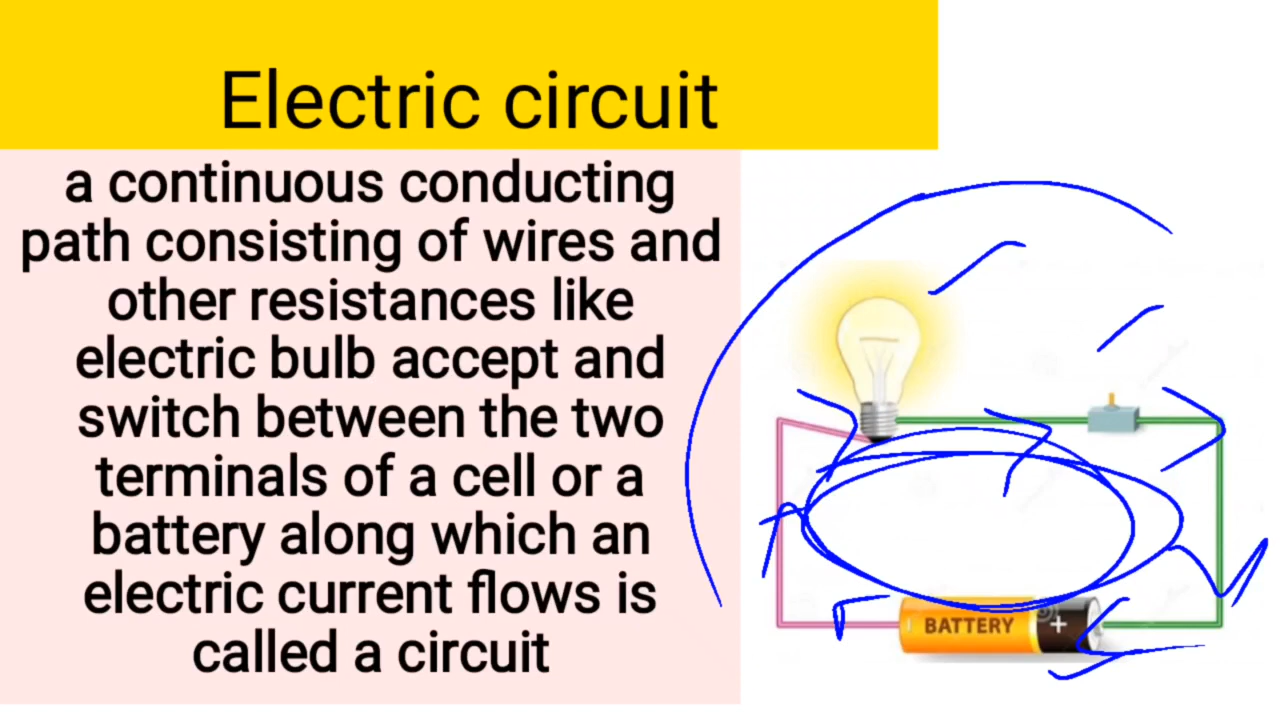 Electric circuit
a continuous conducting
path consisting of wires and
other resistances like
electric bulb accept and
switch between the two
terminals of a cell or a
battery along which an
electric current flows is
called a circuit
BATTERY +